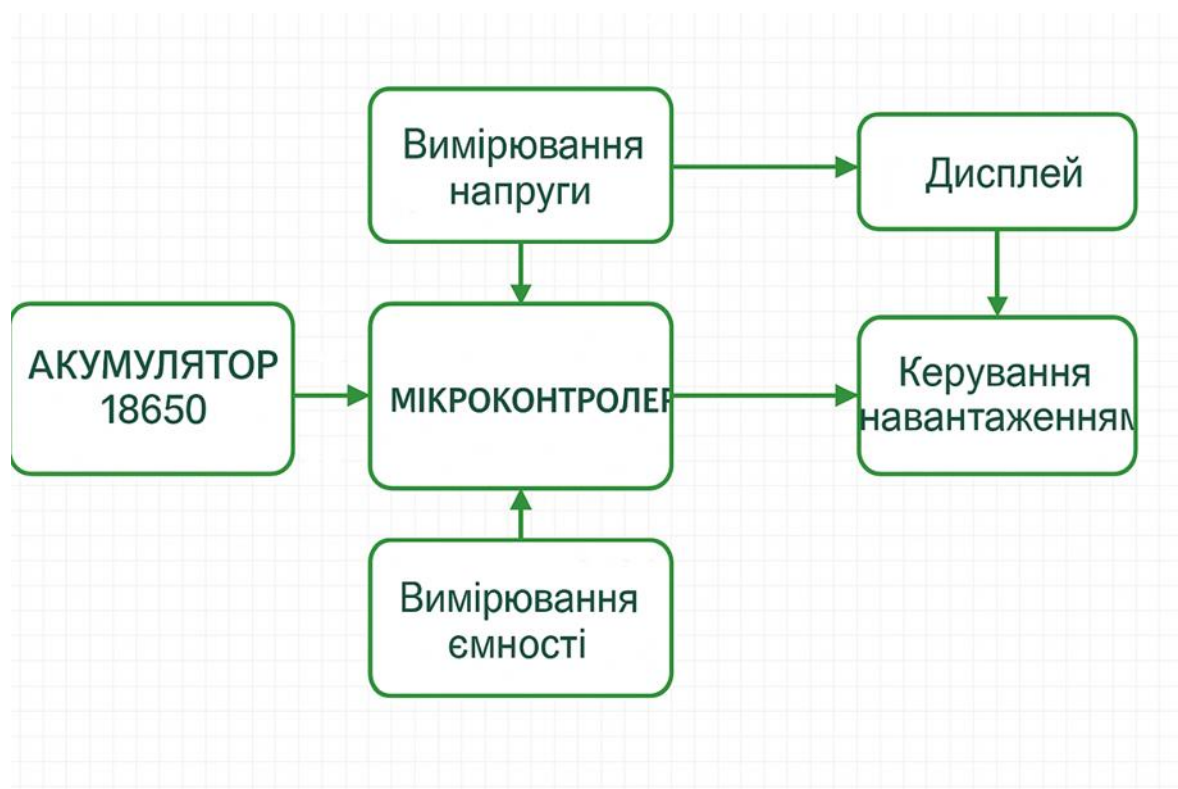 Вимірювання
напруги
Дисплей
АКУМУЛЯТОР
18650
МІКРОКОНТРОЛЕР
Керування
навантаженням
Вимірювання
ємності